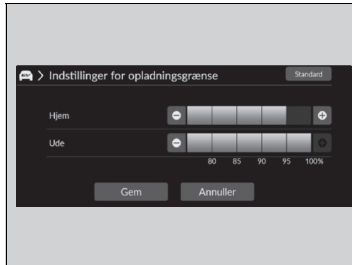 Indstillinger for opladningsgrænse
Standard
Hjem
Ude
80 85 90 95 100%
Gem Annuller